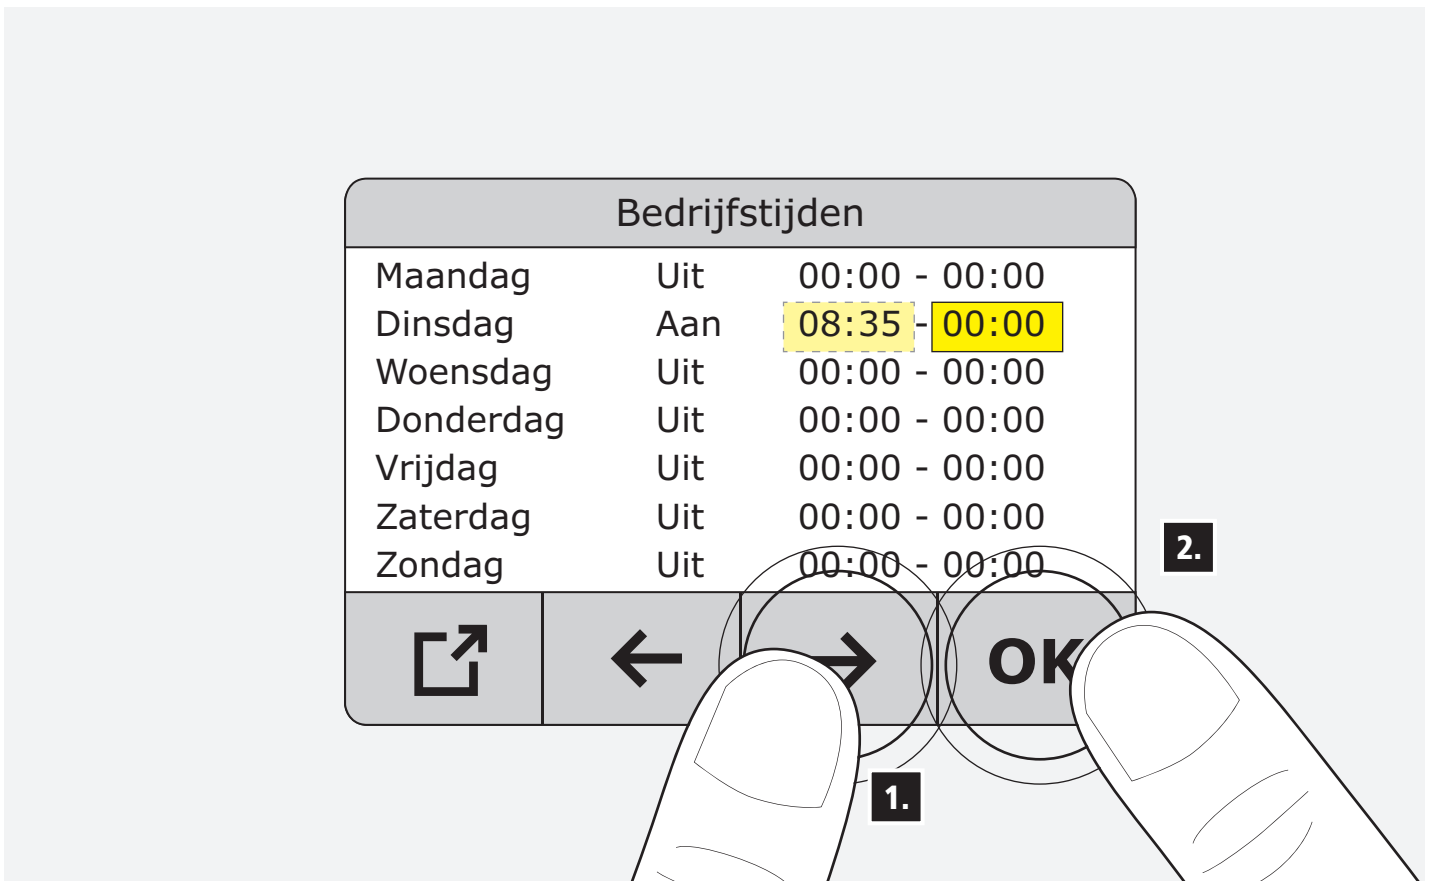 Bedrijfstijden
Maandag Uit 00:00 - 00:00
Dinsdag Aan 08:35 - 00:00
Woensdag Uit 00:00 - 00:00
Donderdag Uit 00:00 - 00:00
Vrijdag Uit 00:00 - 00:00
Zaterdag Uit 00:00 - 00:00
Zondag Uit 00:00 - 00:00
2.
OK
1.